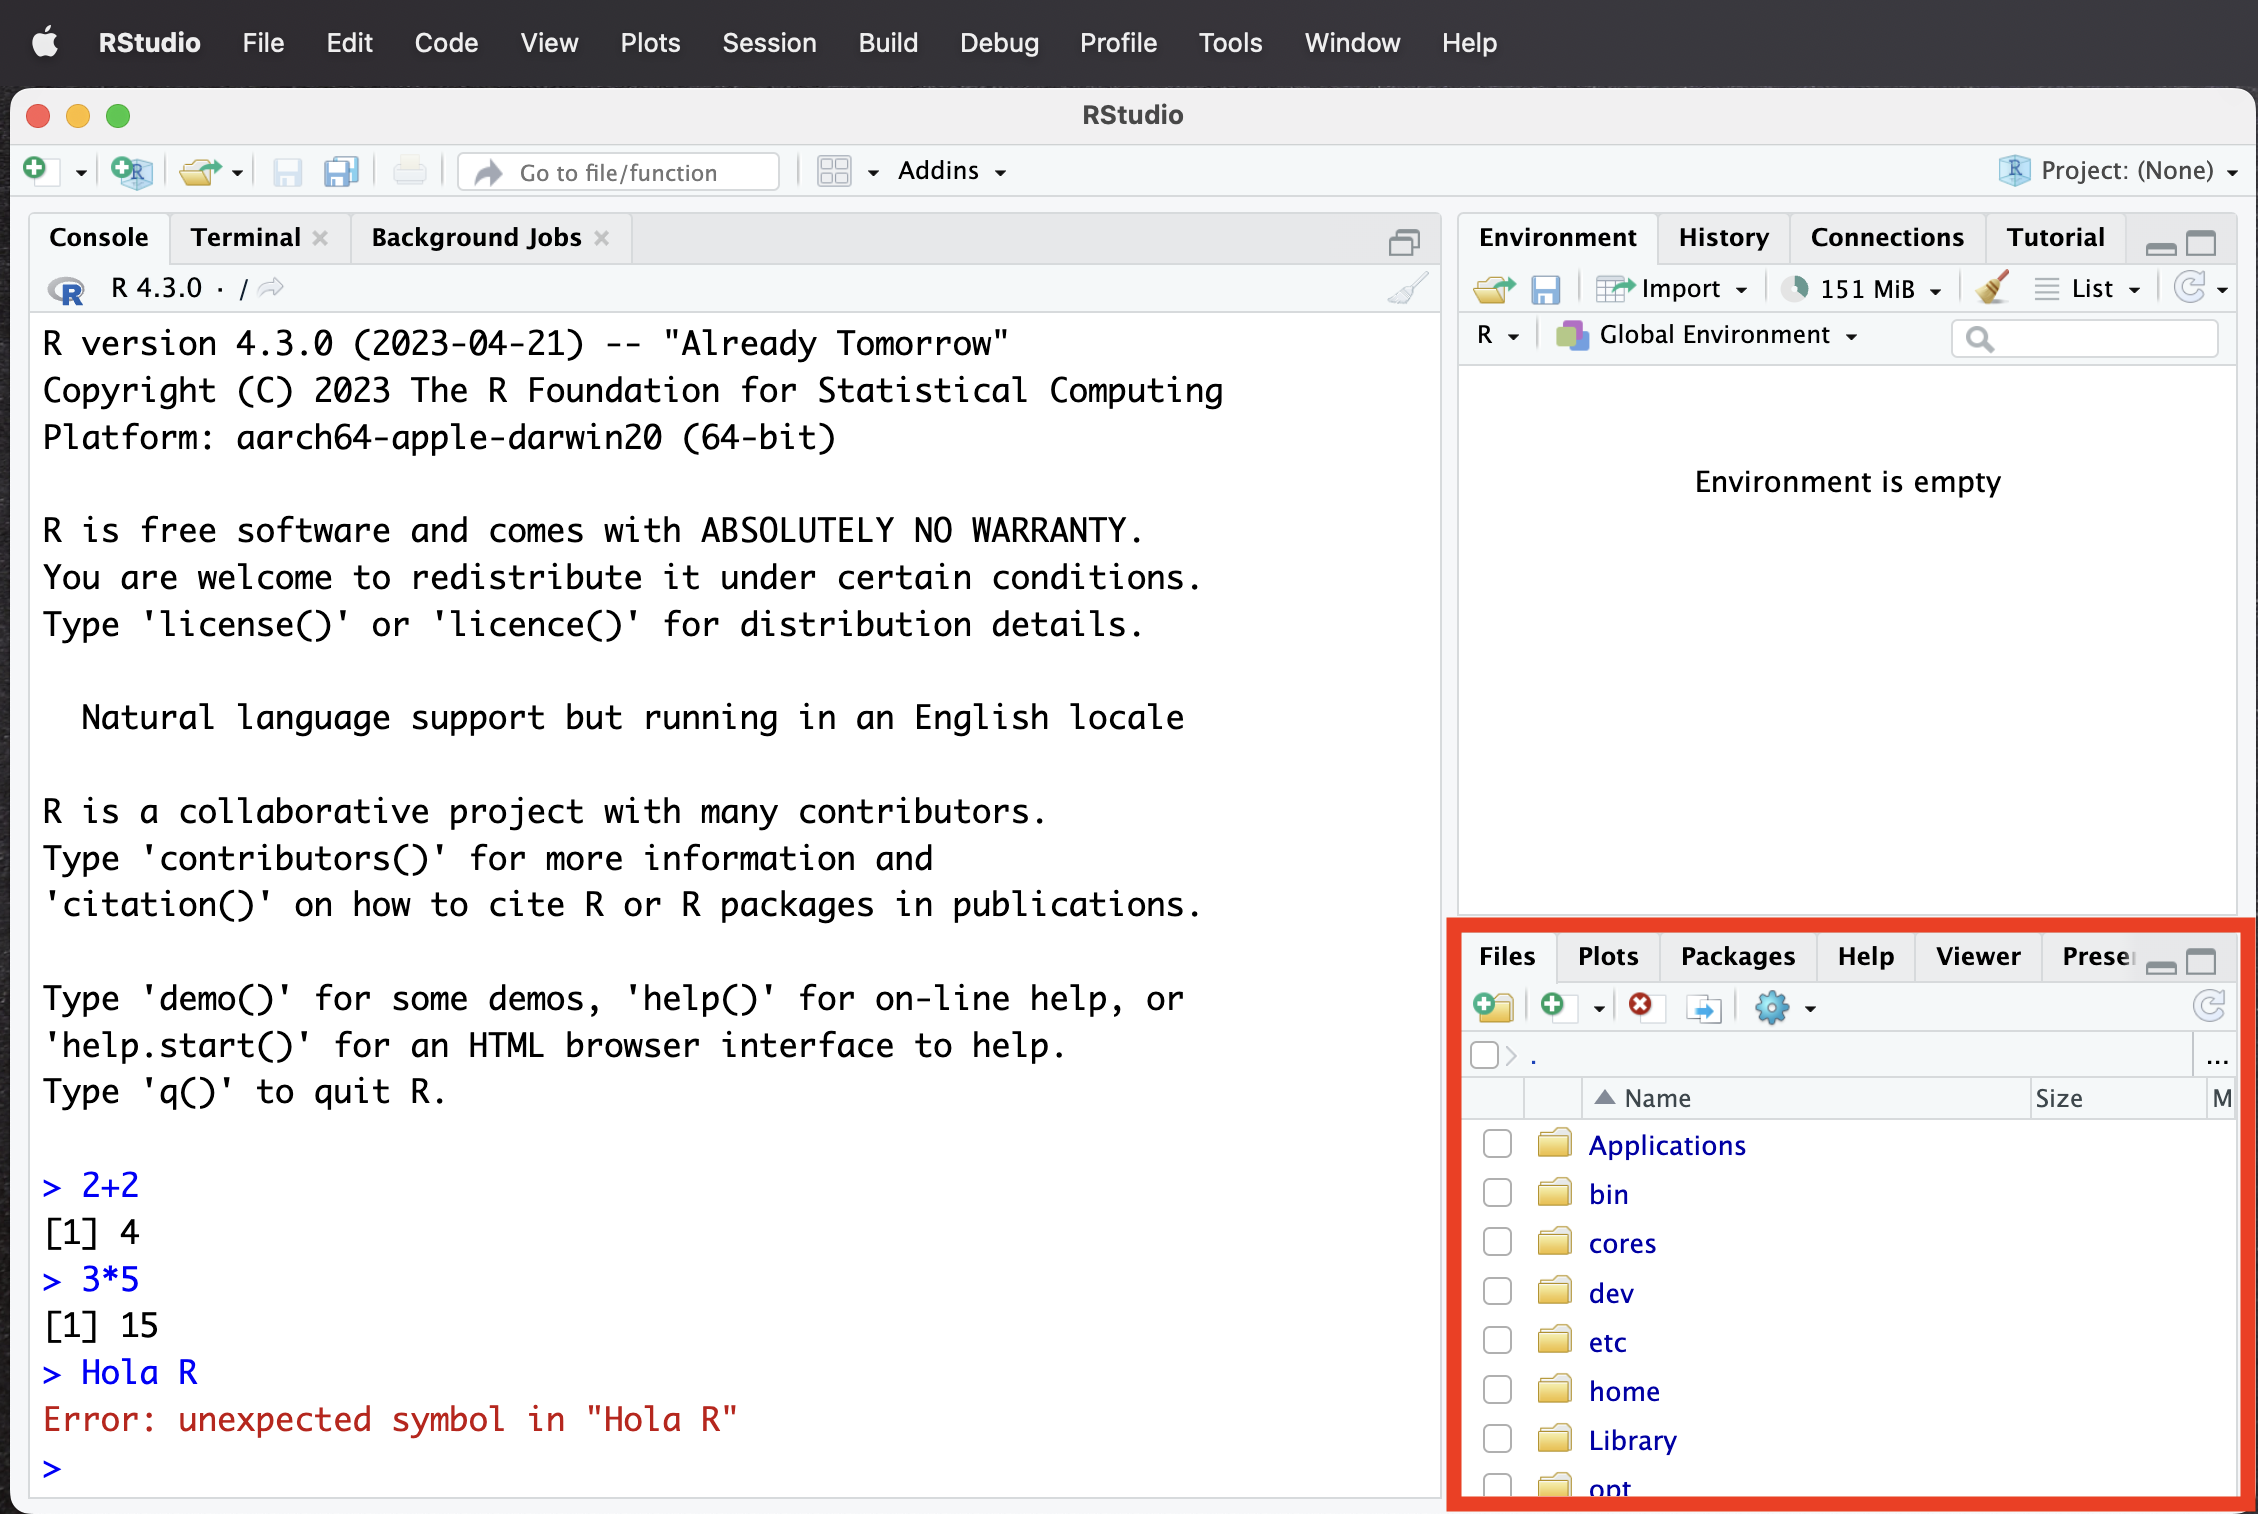 RStudio File Edit Code View Plots Session Build Debug Profile Tools Window Help
RStudio
Go to file/function Addins Project: (None)
Console Terminal Background Jobs
R 4.3.0 · /
R version 4.3.0 (2023-04-21) -- "Already Tomorrow"
Copyright (C) 2023 The R Foundation for Statistical Computing
Platform: aarch64-apple-darwin20 (64-bit)
R is free software and comes with ABSOLUTELY NO WARRANTY.
You are welcome to redistribute it under certain conditions.
Type 'license()' or 'licence()' for distribution details.
Natural language support but running in an English locale
R is a collaborative project with many contributors.
Type 'contributors()' for more information and
'citation()' on how to cite R or R packages in publications.
Type 'demo()' for some demos, 'help()' for on-line help, or
'help.start()' for an HTML browser interface to help.
Type 'q()' to quit R.
> 2+2
[1] 4
> 3*5
[1] 15
> Hola R
Error: unexpected symbol in "Hola R"
>
Environment History Connections Tutorial
Import 151 MiB List
R Global Environment
Environment is empty
Files Plots Packages Help Viewer Prese
. ...
Name Size M
Applications
bin
cores
dev
etc
home
Library
opt